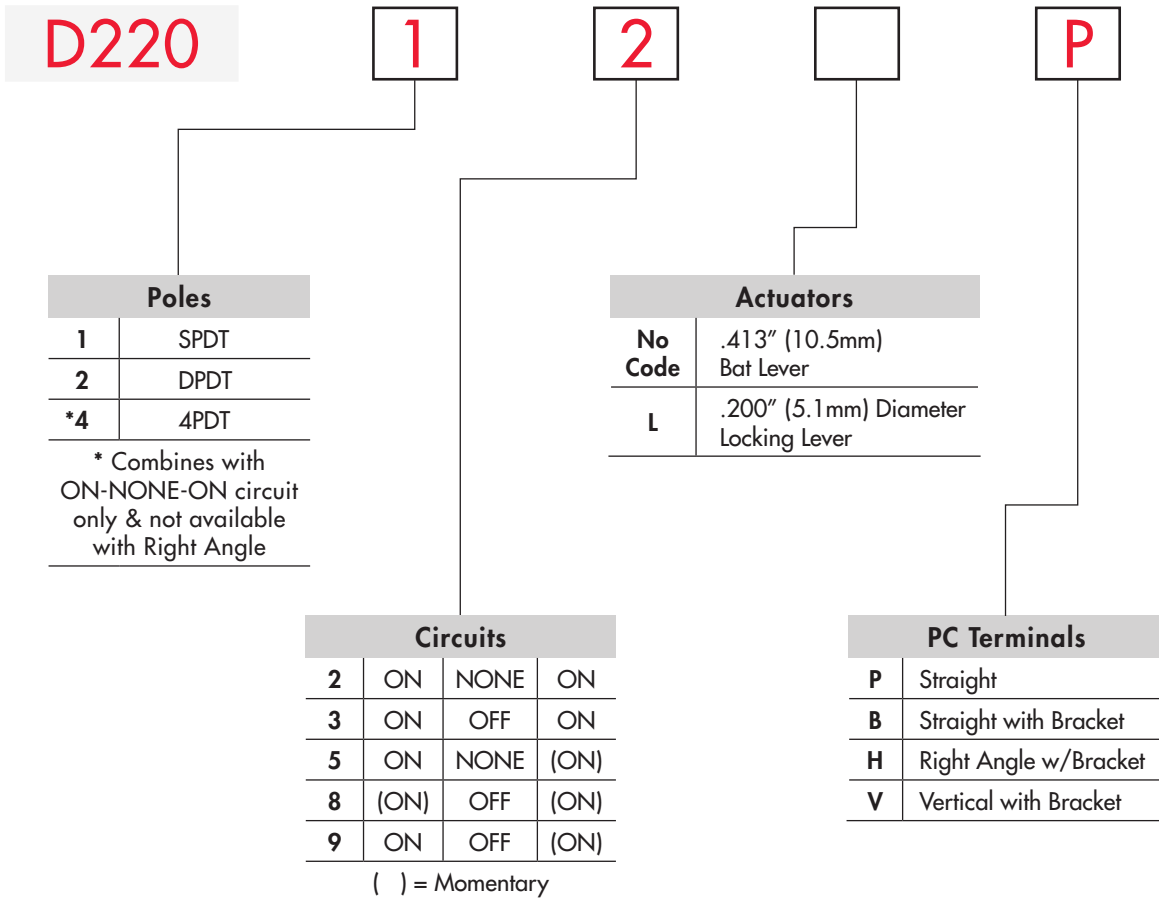 D220 1 2 P
Poles
1 SPDT
2 DPDT
*4 4PDT
* Combines with
ON-NONE-ON circuit
only & not available
with Right Angle
Actuators
No
Code
.413" (10.5mm)
Bat Lever
L
.200" (5.1mm) Diameter
Locking Lever
Circuits
2 ON NONE ON
3 ON OFF ON
5 ON NONE (ON)
8 (ON) OFF (ON)
9 ON OFF (ON)
( ) = Momentary
PC Terminals
P Straight
B Straight with Bracket
H Right Angle w/Bracket
V Vertical with Bracket